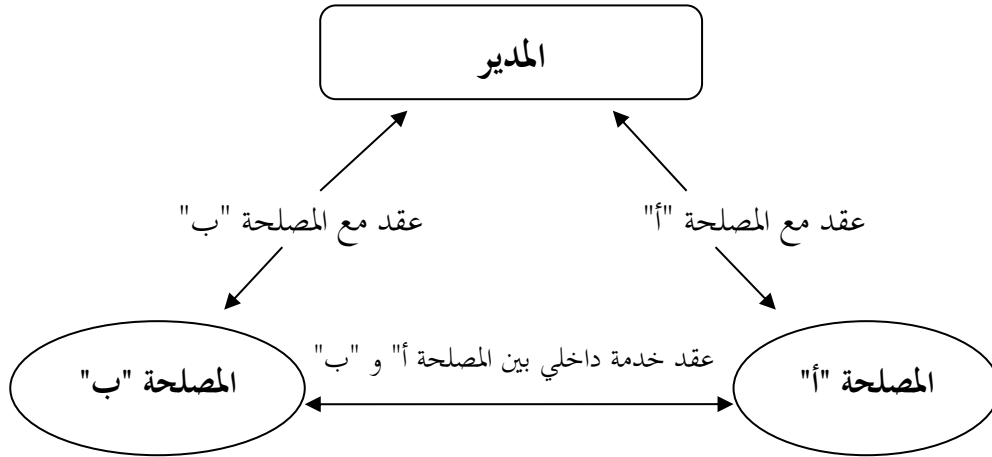 المدير
عقد مع المصلحة "أ"
عقد مع المصلحة "ب"
عقد خدمة داخلي بين المصلحة أ" و "ب"
المصلحة "أ"
المصلحة "ب"